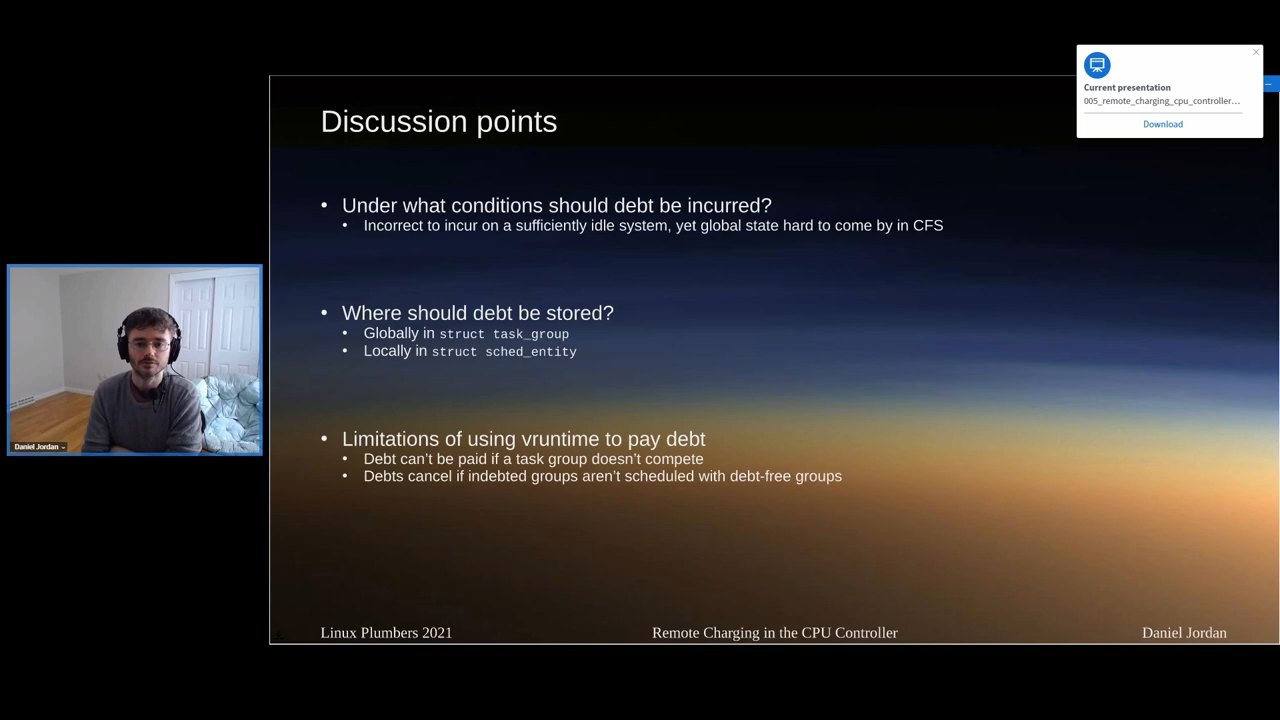 Current presentation
005_remote_charging_cpu_controller...
Download
Discussion points
• Under what conditions should debt be incurred?
• Incorrect to incur on a sufficiently idle system, yet global state hard to come by in CFS
• Where should debt be stored?
• Globally in struct task_group
• Locally in struct sched_entity
• Limitations of using vruntime to pay debt
• Debt can't be paid if a task group doesn't compete
• Debts cancel if indebted groups aren't scheduled with debt-free groups
Daniel Jordan
Linux Plumbers 2021
Remote Charging in the CPU Controller
Daniel Jordan